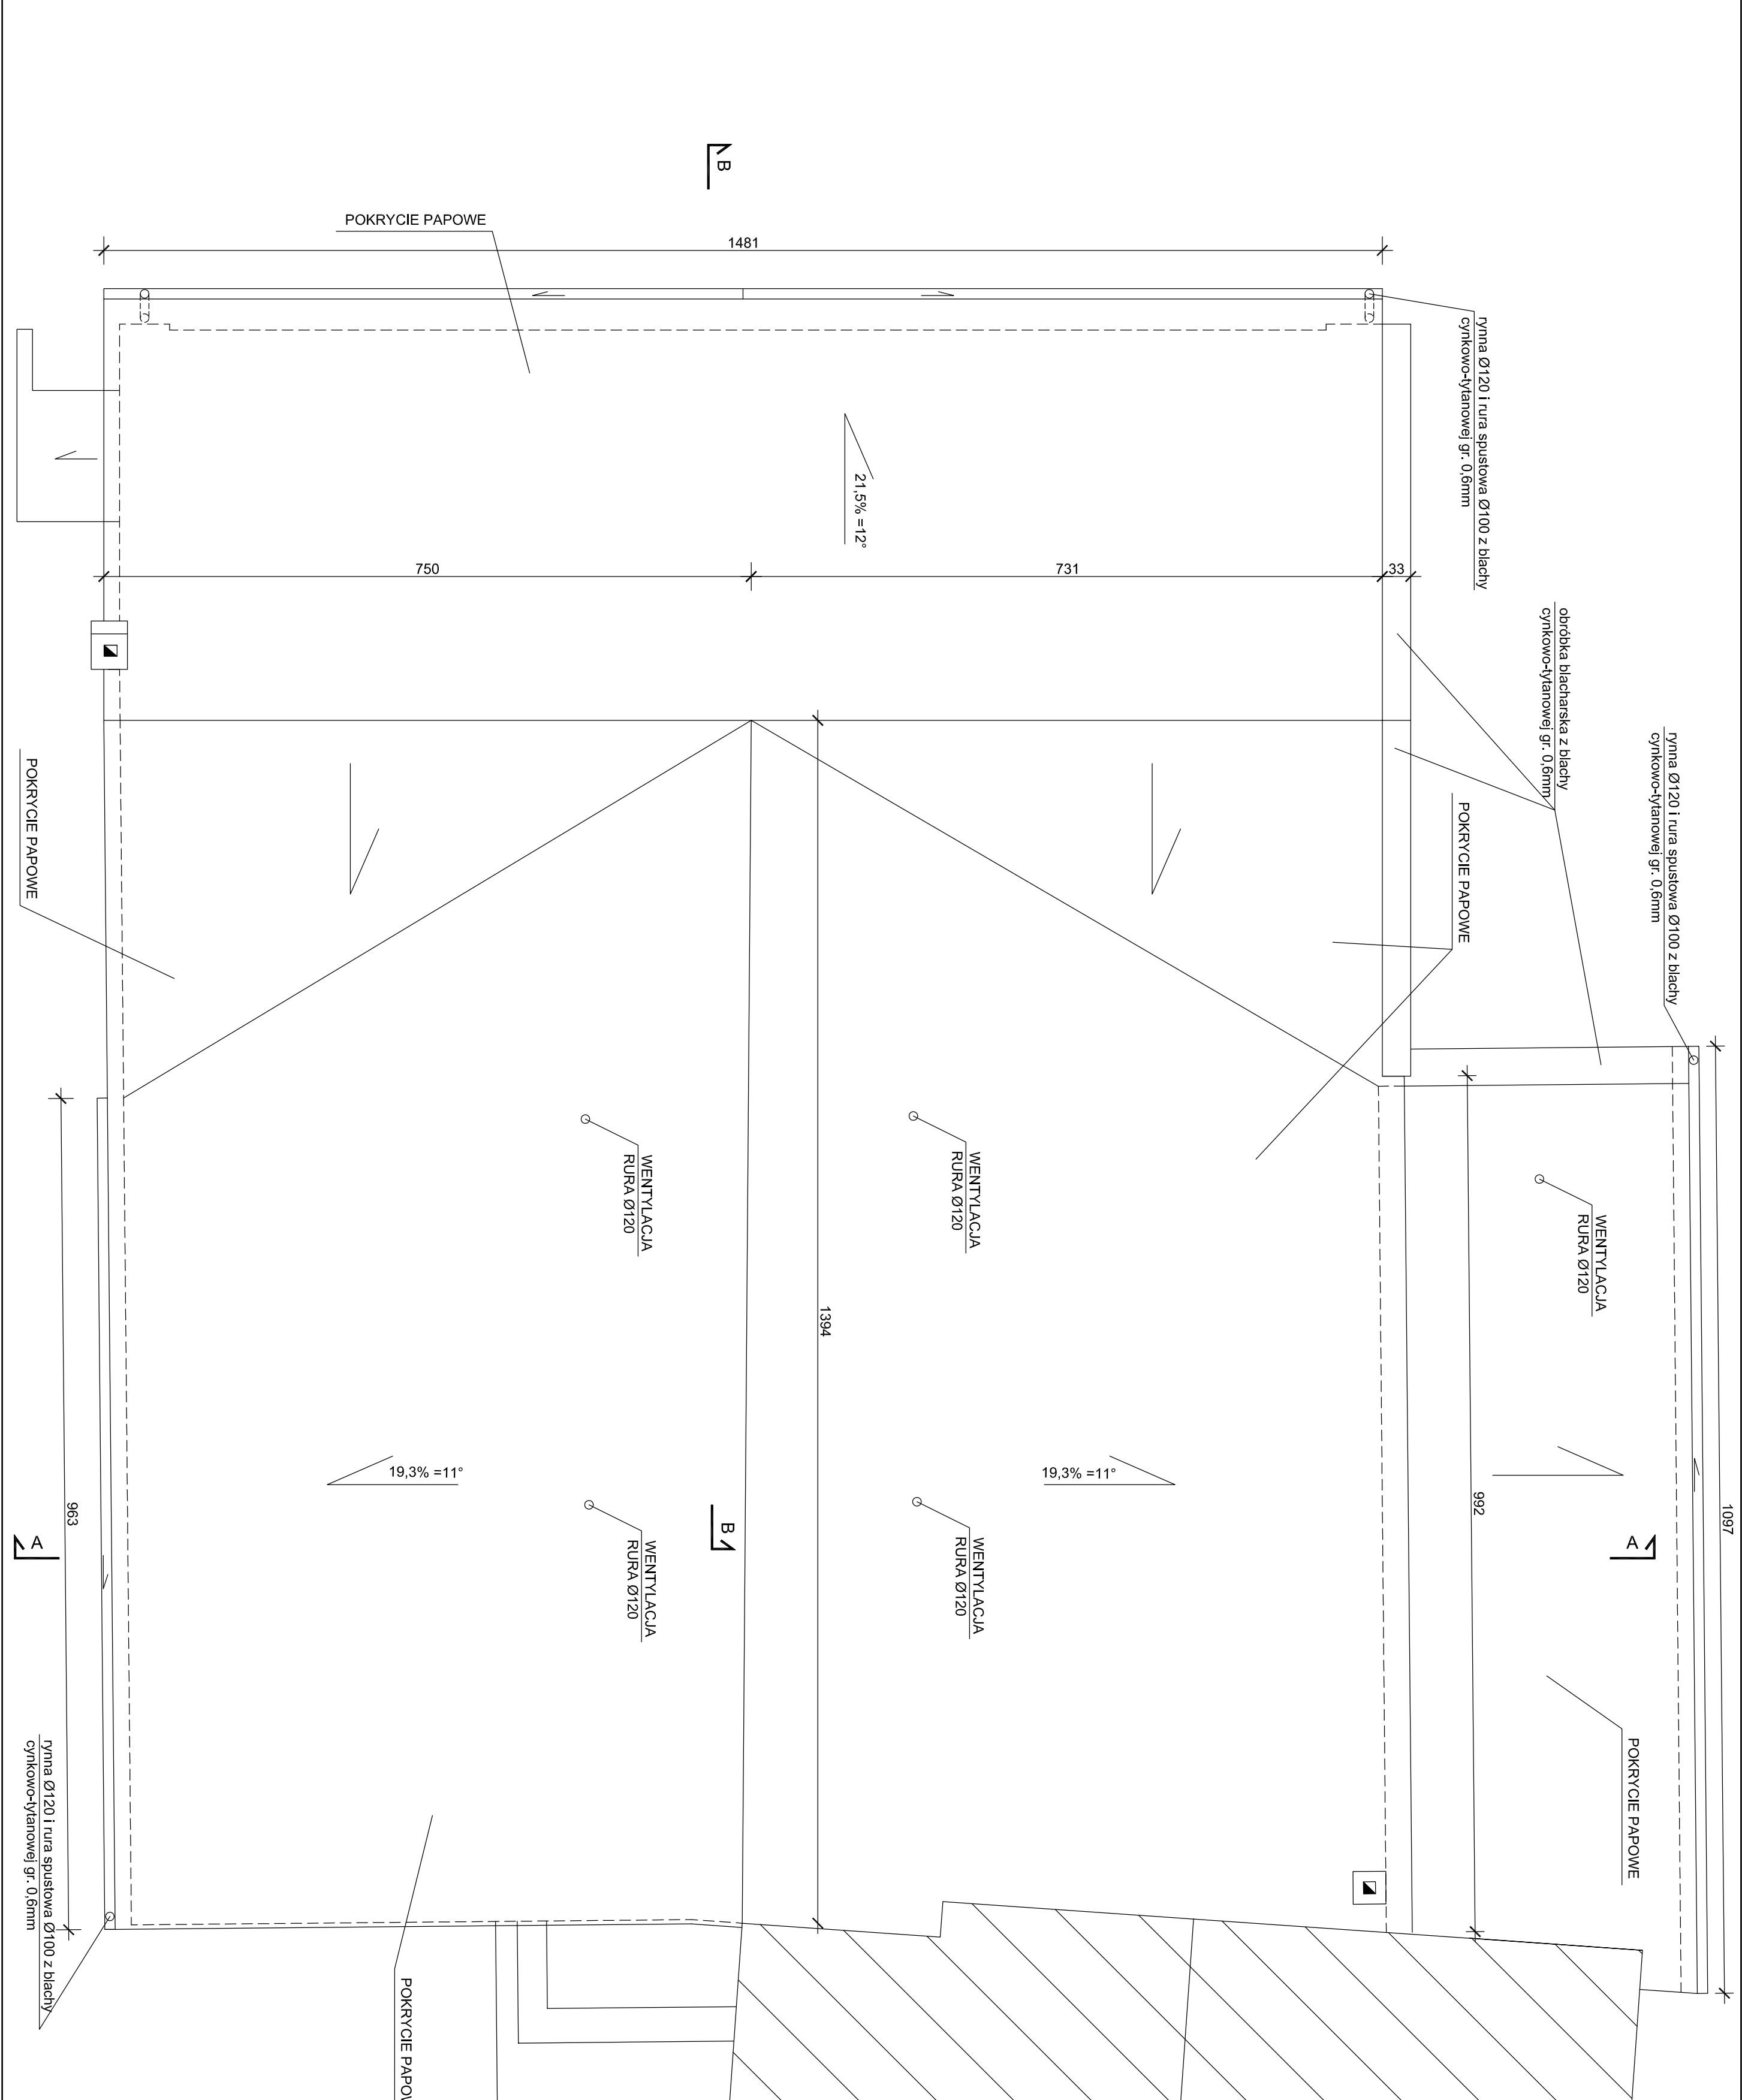 B
POKRYCIE PAPOWE
1481
rynna Ø120 i rura spustowa Ø100 z blachy
cynkowo-tytanowej gr. 0,6mm
21,5% =12°
750
731
33
obróbka blacharska z blachy
cynkowo-tytanowej gr. 0,6mm
rynna Ø120 i rura spustowa Ø100 z blachy
cynkowo-tytanowej gr. 0,6mm
POKRYCIE PAPOWE
POKRYCIE PAPOWE
WENTYLACJA
RURA Ø120
WENTYLACJA
RURA Ø120
WENTYLACJA
RURA Ø120
1394
19,3% =11°
19,3% =11°
992
1097
963
A
B
A
WENTYLACJA
RURA Ø120
WENTYLACJA
RURA Ø120
POKRYCIE PAPOWE
rynna Ø120 i rura spustowa Ø100 z blachy
cynkowo-tytanowej gr. 0,6mm
POKRYCIE PAPOW